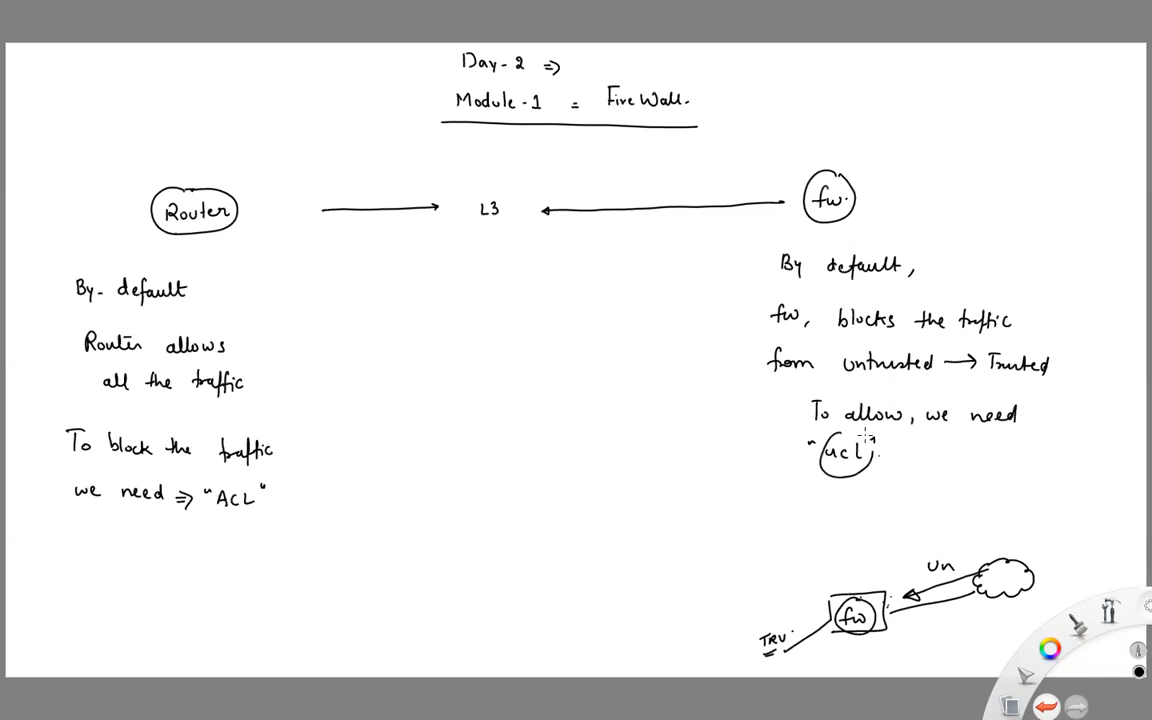 Day-2 ⇒
Module-1 = FireWall.
Router
L3
fw.
By-default
Router allows
all the traffic
To block the traffic
we need ⇒ "ACL"
By default,
fw, blocks the traffic
from untrusted → Trusted
To allow, we need
"acl".
un
fw
TRU.